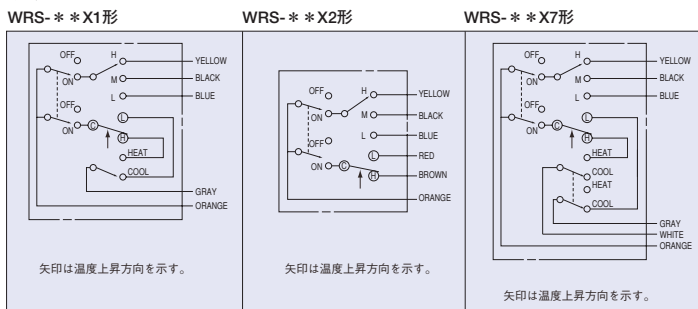 WRS-＊＊X1形
OFF
H
YELLOW
ON
M
BLACK
L
BLUE
OFF
ON
C
L
H
HEAT
COOL
GRAY
ORANGE
矢印は温度上昇方向を示す。
WRS-＊＊X2形
OFF
H
YELLOW
ON
M
BLACK
OFF
L
BLUE
L
RED
ON
C
H
BROWN
ORANGE
矢印は温度上昇方向を示す。
WRS-＊＊X7形
OFF
H
YELLOW
ON
M
BLACK
L
BLUE
OFF
ON
C
L
H
HEAT
COOL
HEAT
COOL
GRAY
WHITE
ORANGE
矢印は温度上昇方向を示す。